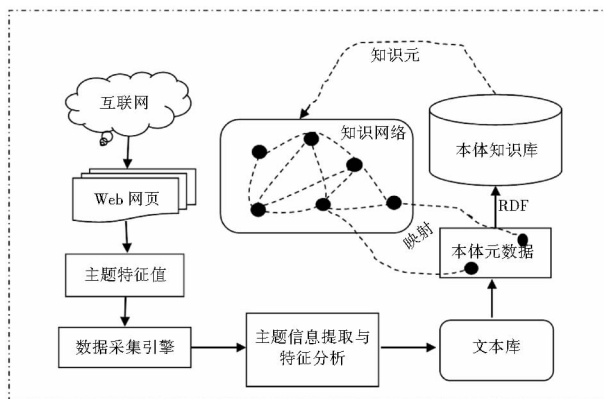 知识元
互联网
知识网络
本体知识库
Web 网页
RDF
映射
本体元数据
主题特征值
数据采集引擎
主题信息提取与
特征分析
文本库